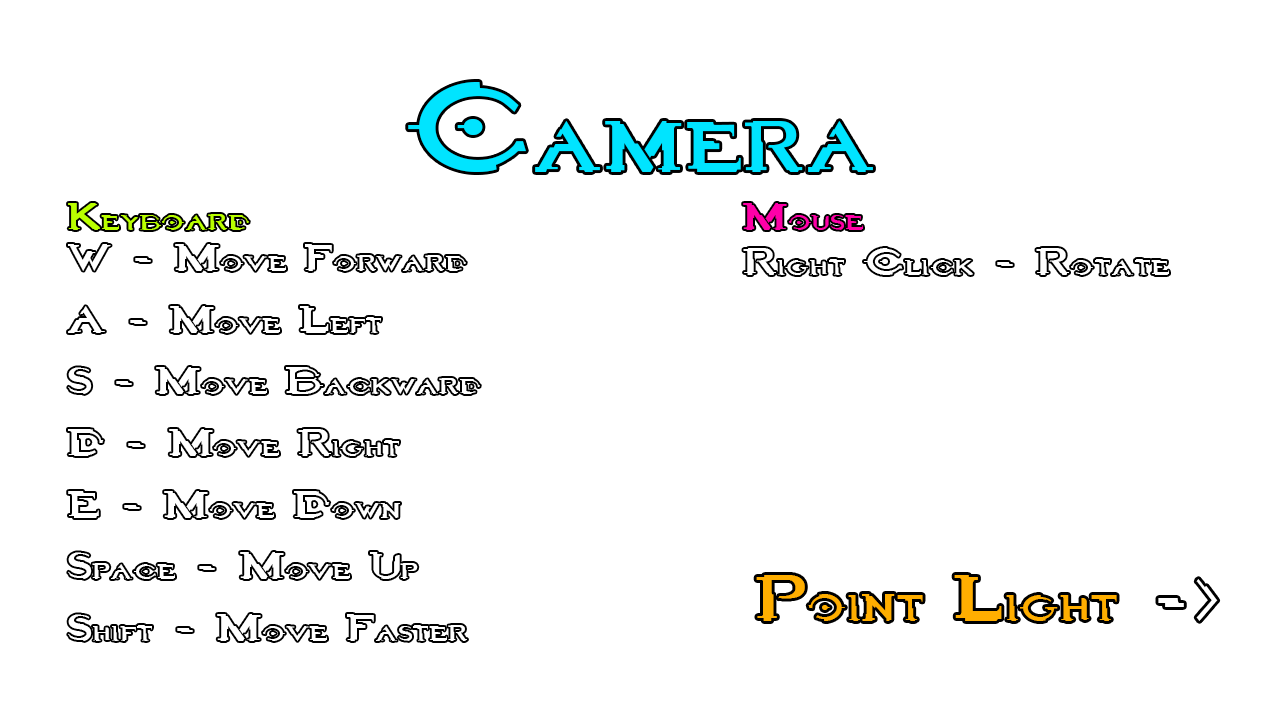 Camera
Keyboard
W - Move Forward
A - Move Left
S - Move Backward
D - Move Right
E - Move Down
Space - Move Up
Shift - Move Faster
Mouse
Right Click - Rotate
Point Light ->